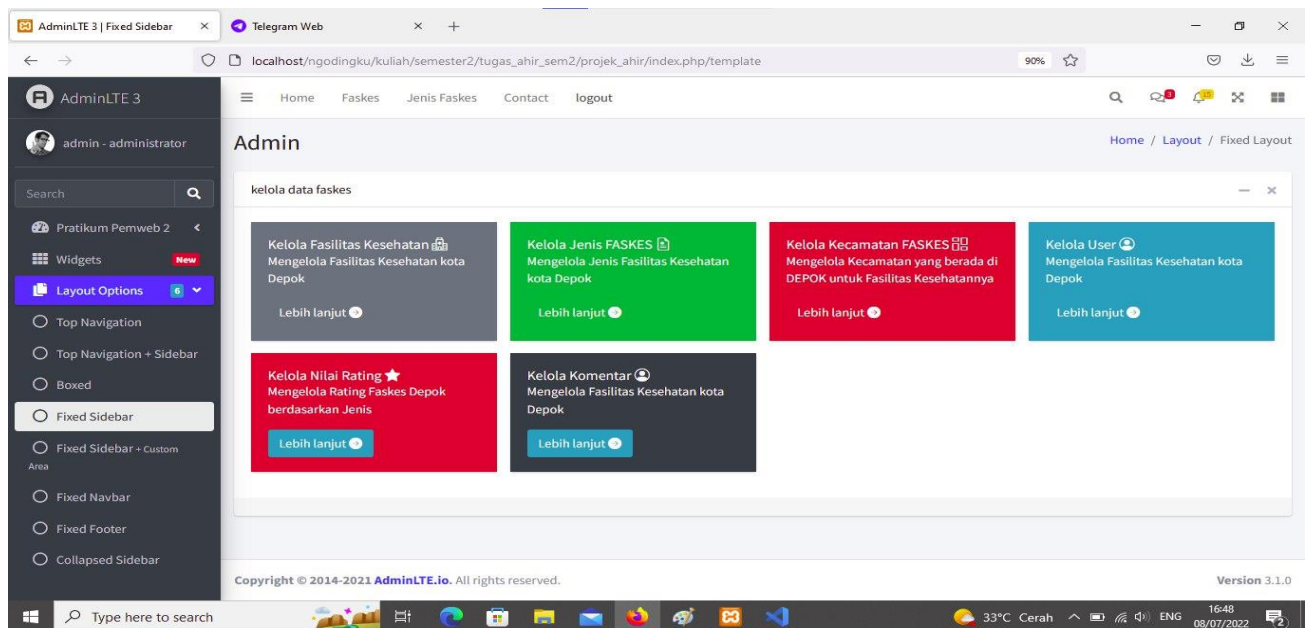 AdminLTE 3 | Fixed Sidebar
Telegram Web
localhost/ngodingku/kuliah/semester2/tugas_ahir_sem2/projek_ahir/index.php/template
90%
AdminLTE 3
Home Faskes Jenis Faskes Contact logout
3
15
admin - administrator
Admin
Home / Layout / Fixed Layout
Search
kelola data faskes
Pratikum Pemweb 2
Widgets New
Layout Options 6
Top Navigation
Top Navigation + Sidebar
Boxed
Fixed Sidebar
Fixed Sidebar + Custom
Area
Fixed Navbar
Fixed Footer
Collapsed Sidebar
Kelola Fasilitas Kesehatan
Mengelola Fasilitas Kesehatan kota
Depok
Lebih lanjut
Kelola Jenis FASKES
Mengelola Jenis Fasilitas Kesehatan
kota Depok
Lebih lanjut
Kelola Kecamatan FASKES
Mengelola Kecamatan yang berada di
DEPOK untuk Fasilitas Kesehatannya
Lebih lanjut
Kelola User
Mengelola Fasilitas Kesehatan kota
Depok
Lebih lanjut
Kelola Nilai Rating
Mengelola Rating Faskes Depok
berdasarkan Jenis
Lebih lanjut
Kelola Komentar
Mengelola Fasilitas Kesehatan kota
Depok
Lebih lanjut
Copyright © 2014-2021 AdminLTE.io. All rights reserved.
Version 3.1.0
Type here to search
33°C Cerah
ENG
16:48
08/07/2022
2